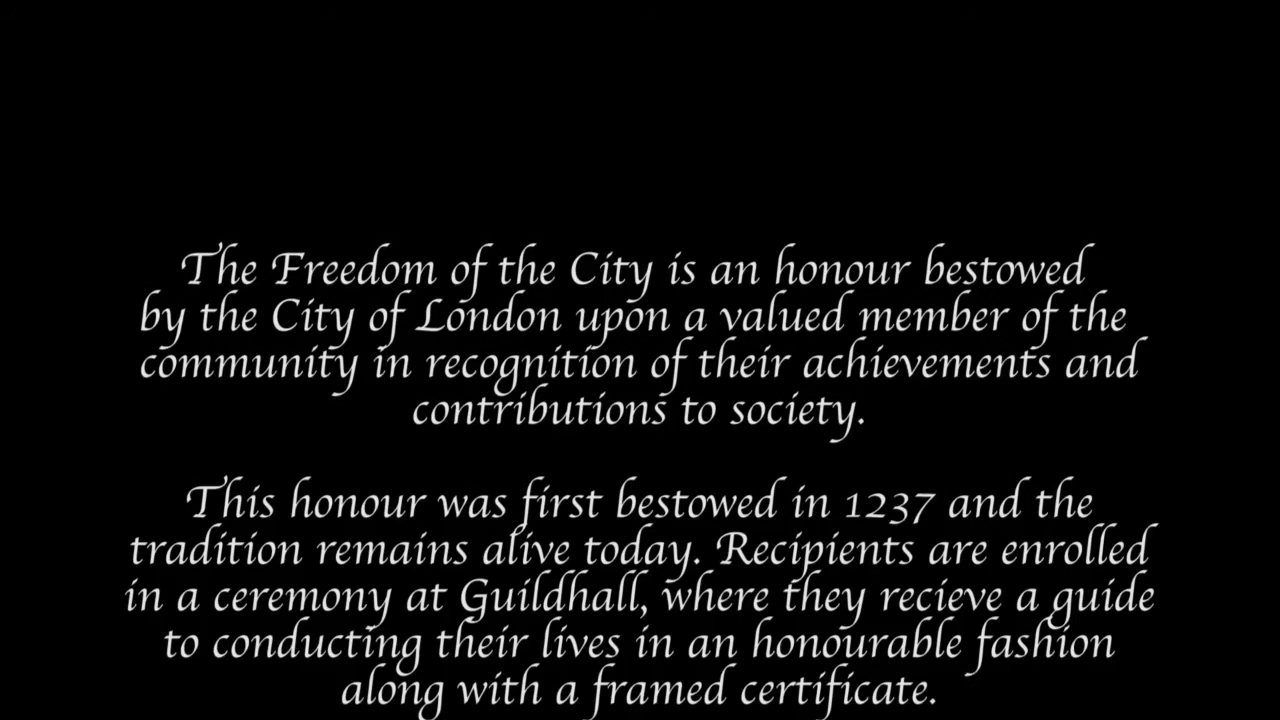 The Freedom of the City is an honour bestowed
by the City of London upon a valued member of the
community in recognition of their achievements and
contributions to society.
This honour was first bestowed in 1237 and the
tradition remains alive today. Recipients are enrolled
in a ceremony at Guildhall, where they recieve a guide
to conducting their lives in an honourable fashion
along with a framed certificate.